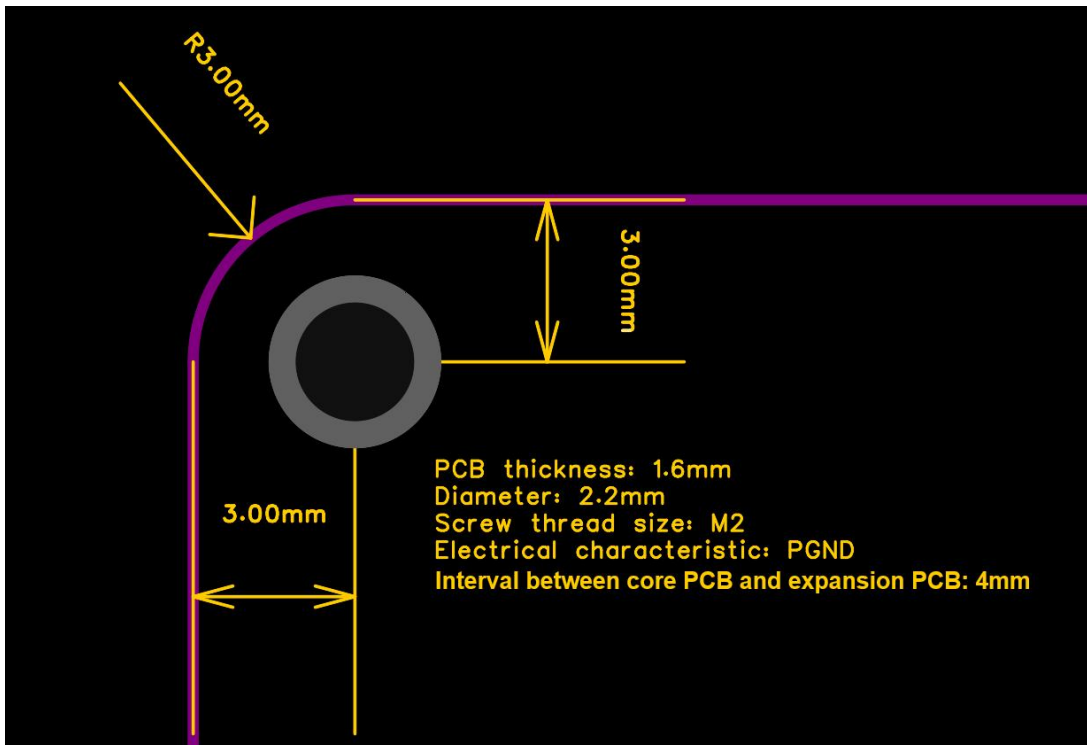 R3.00mm
3.00mm
3.00mm
PCB thickness: 1.6mm
Diameter: 2.2mm
Screw thread size: M2
Electrical characteristic: PGND
Interval between core PCB and expansion PCB: 4mm